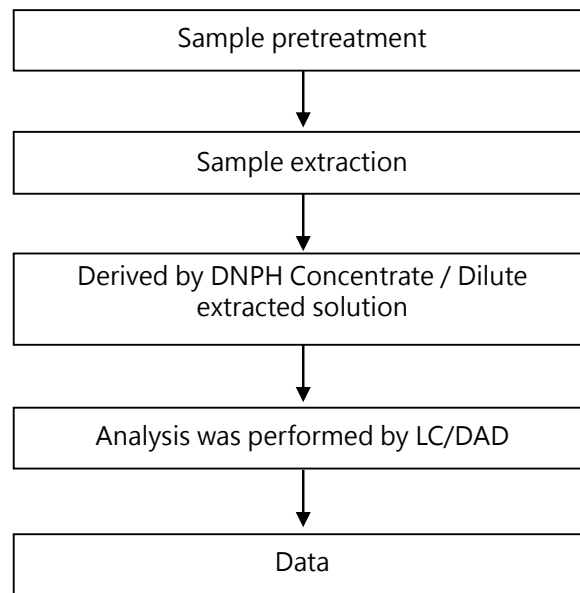 Sample pretreatment
Sample extraction
Derived by DNPH Concentrate / Dilute
extracted solution
Analysis was performed by LC/DAD
Data